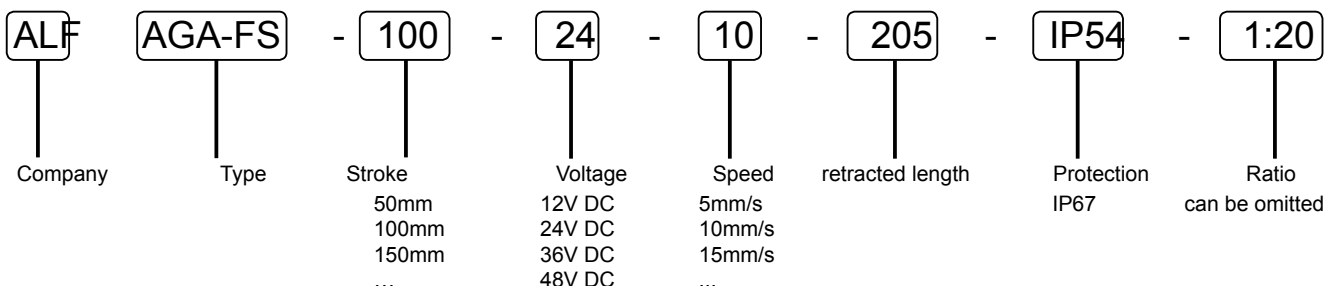 ALF AGA-FS - 100 - 24 - 10 - 205 - IP54 - 1:20
Company Type Stroke Voltage Speed retracted length Protection Ratio
50mm 12V DC 5mm/s IP67 can be omitted
100mm 24V DC 10mm/s
150mm 36V DC 15mm/s
... 48V DC ...